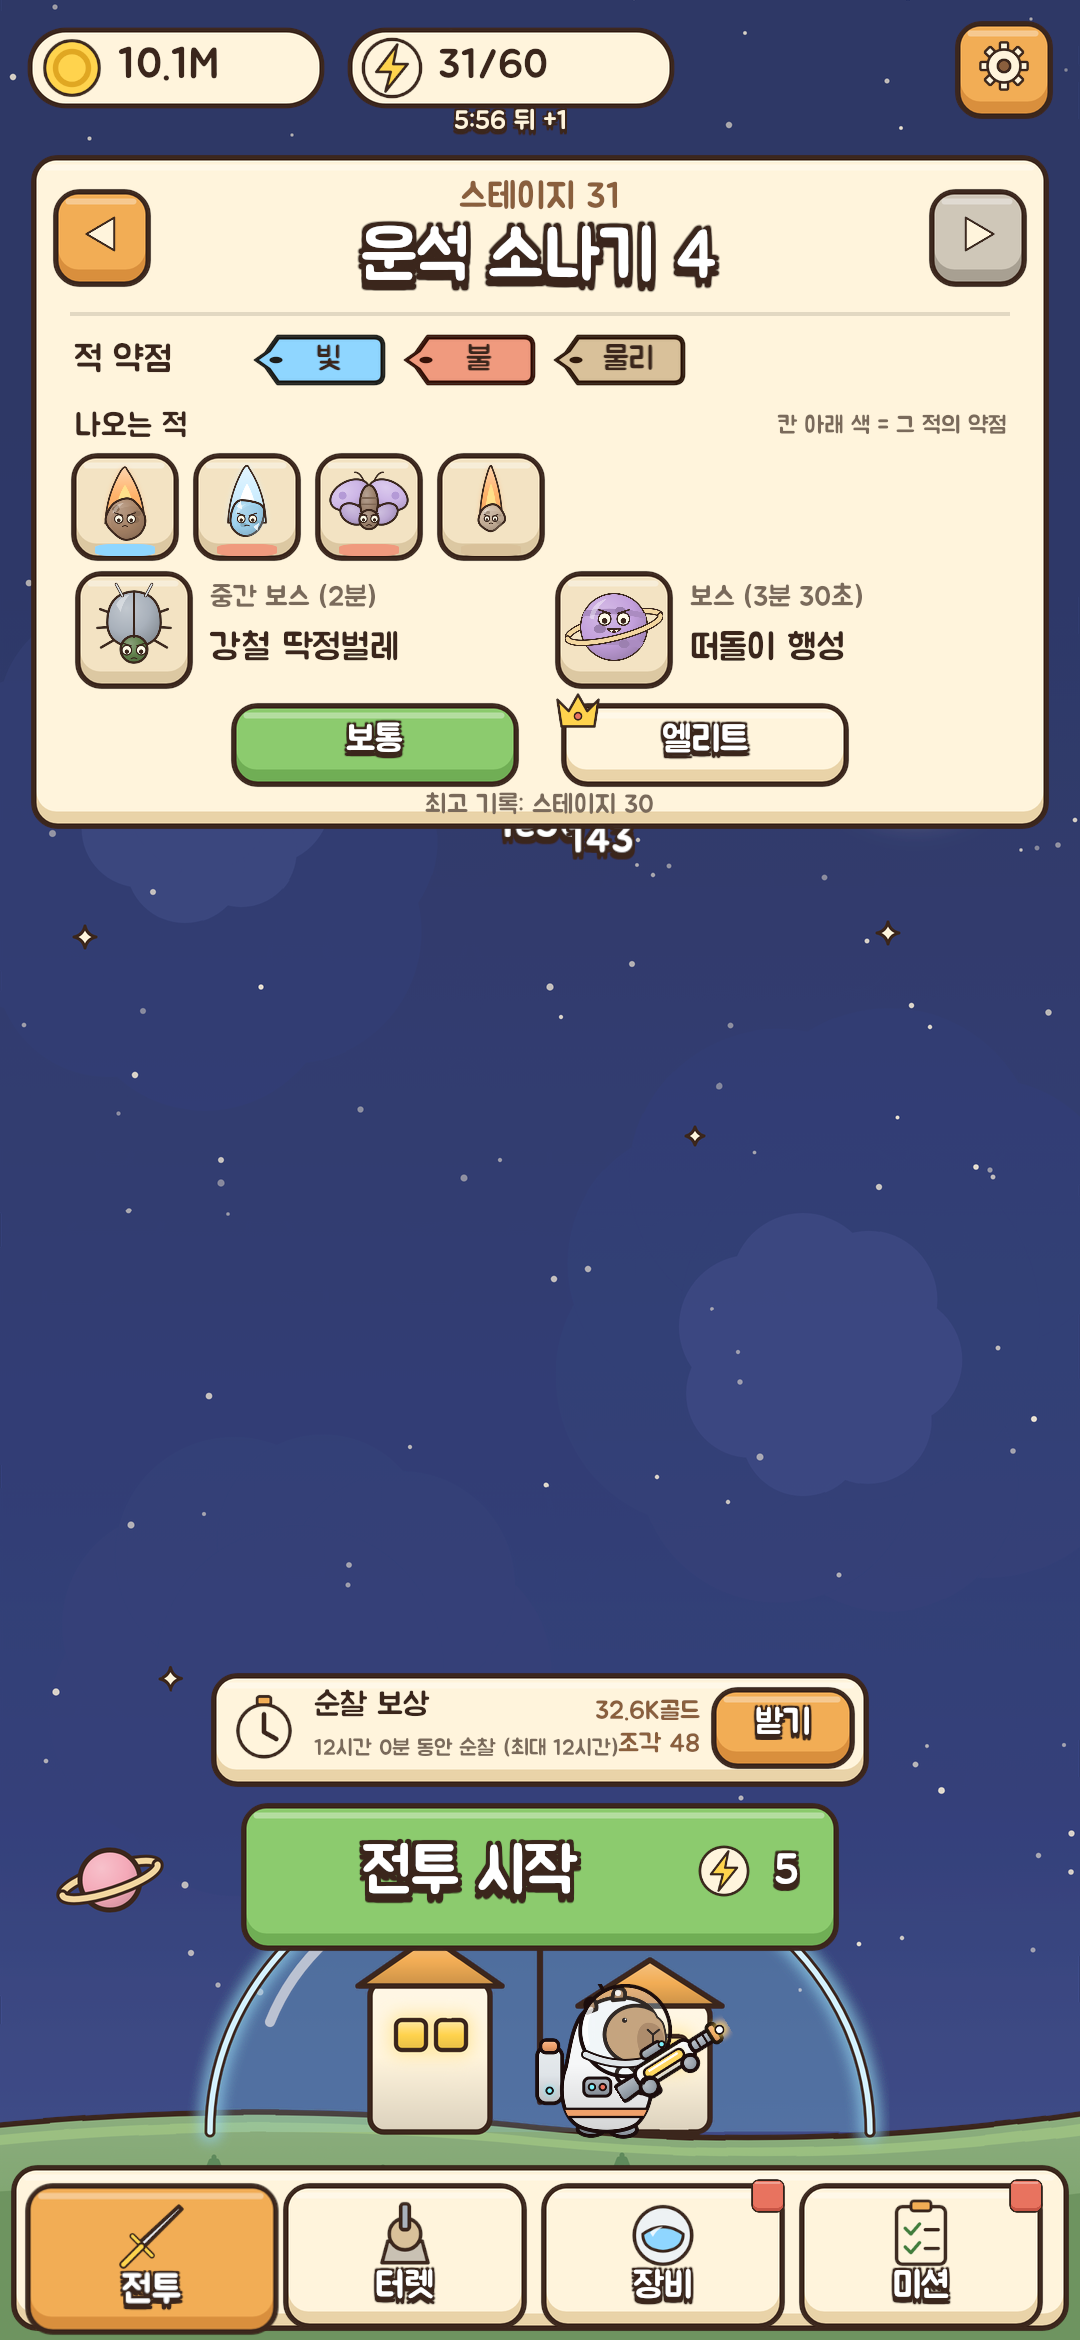 10.1M
31/60
5:56 뒤 +1
스테이지 31
운석 소나기 4
적 약점
빛
불
물리
나오는 적
칸 아래 색 = 그 적의 약점
중간 보스 (2분)
강철 딱정벌레
보스 (3분 30초)
떠돌이 행성
보통
엘리트
최고 기록: 스테이지 30
143
순찰 보상
32.6K골드
12시간 0분 동안 순찰 (최대 12시간)
조각 48
받기
전투 시작
5
전투
터렛
장비
미션